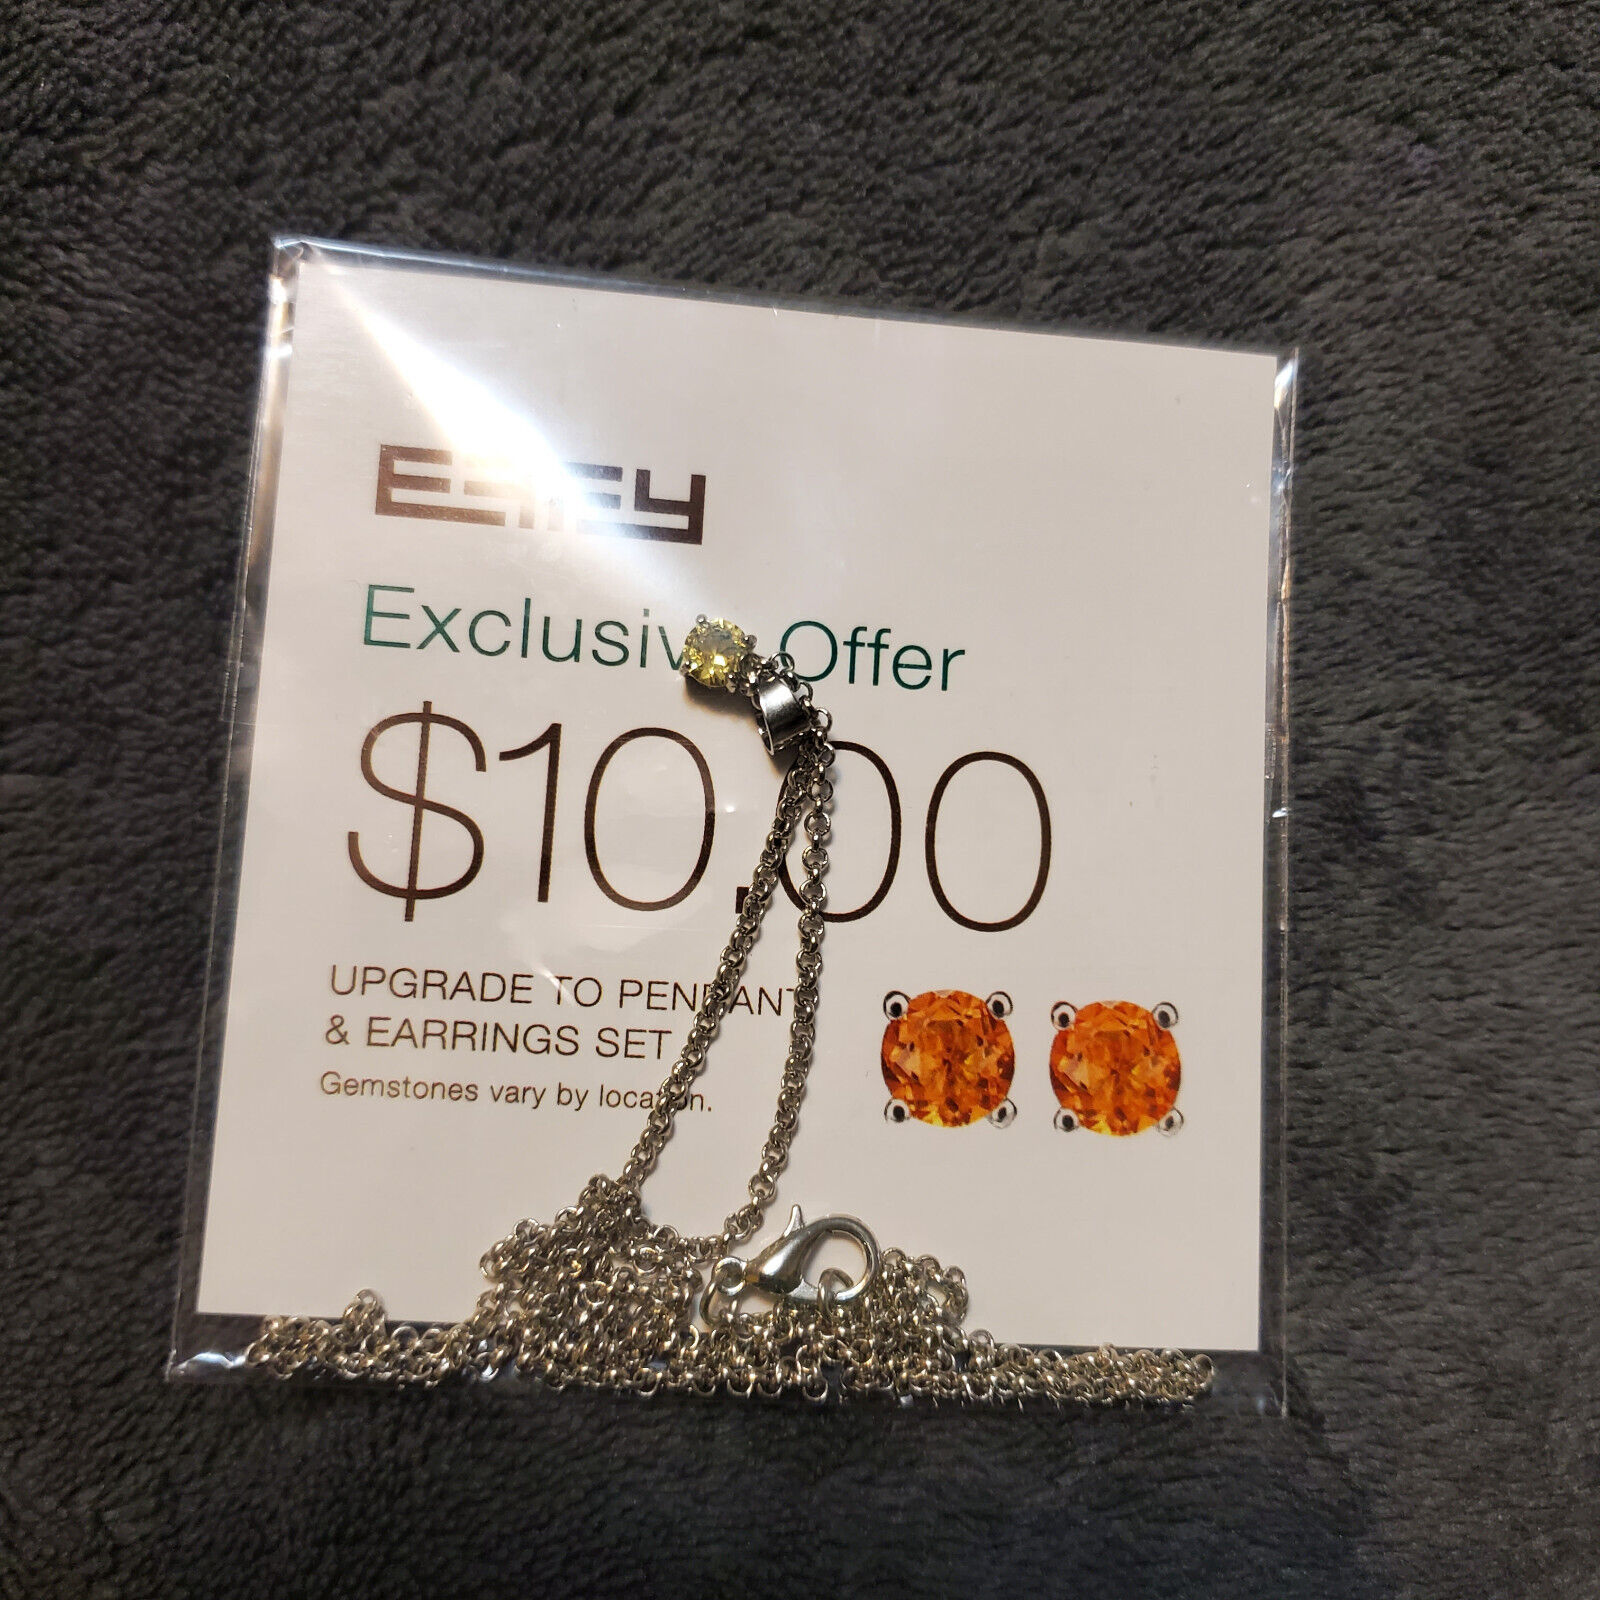 EFFY
Exclusive Offer
$10.00
UPGRADE TO PENDANT
& EARRINGS SET
Gemstones vary by location.